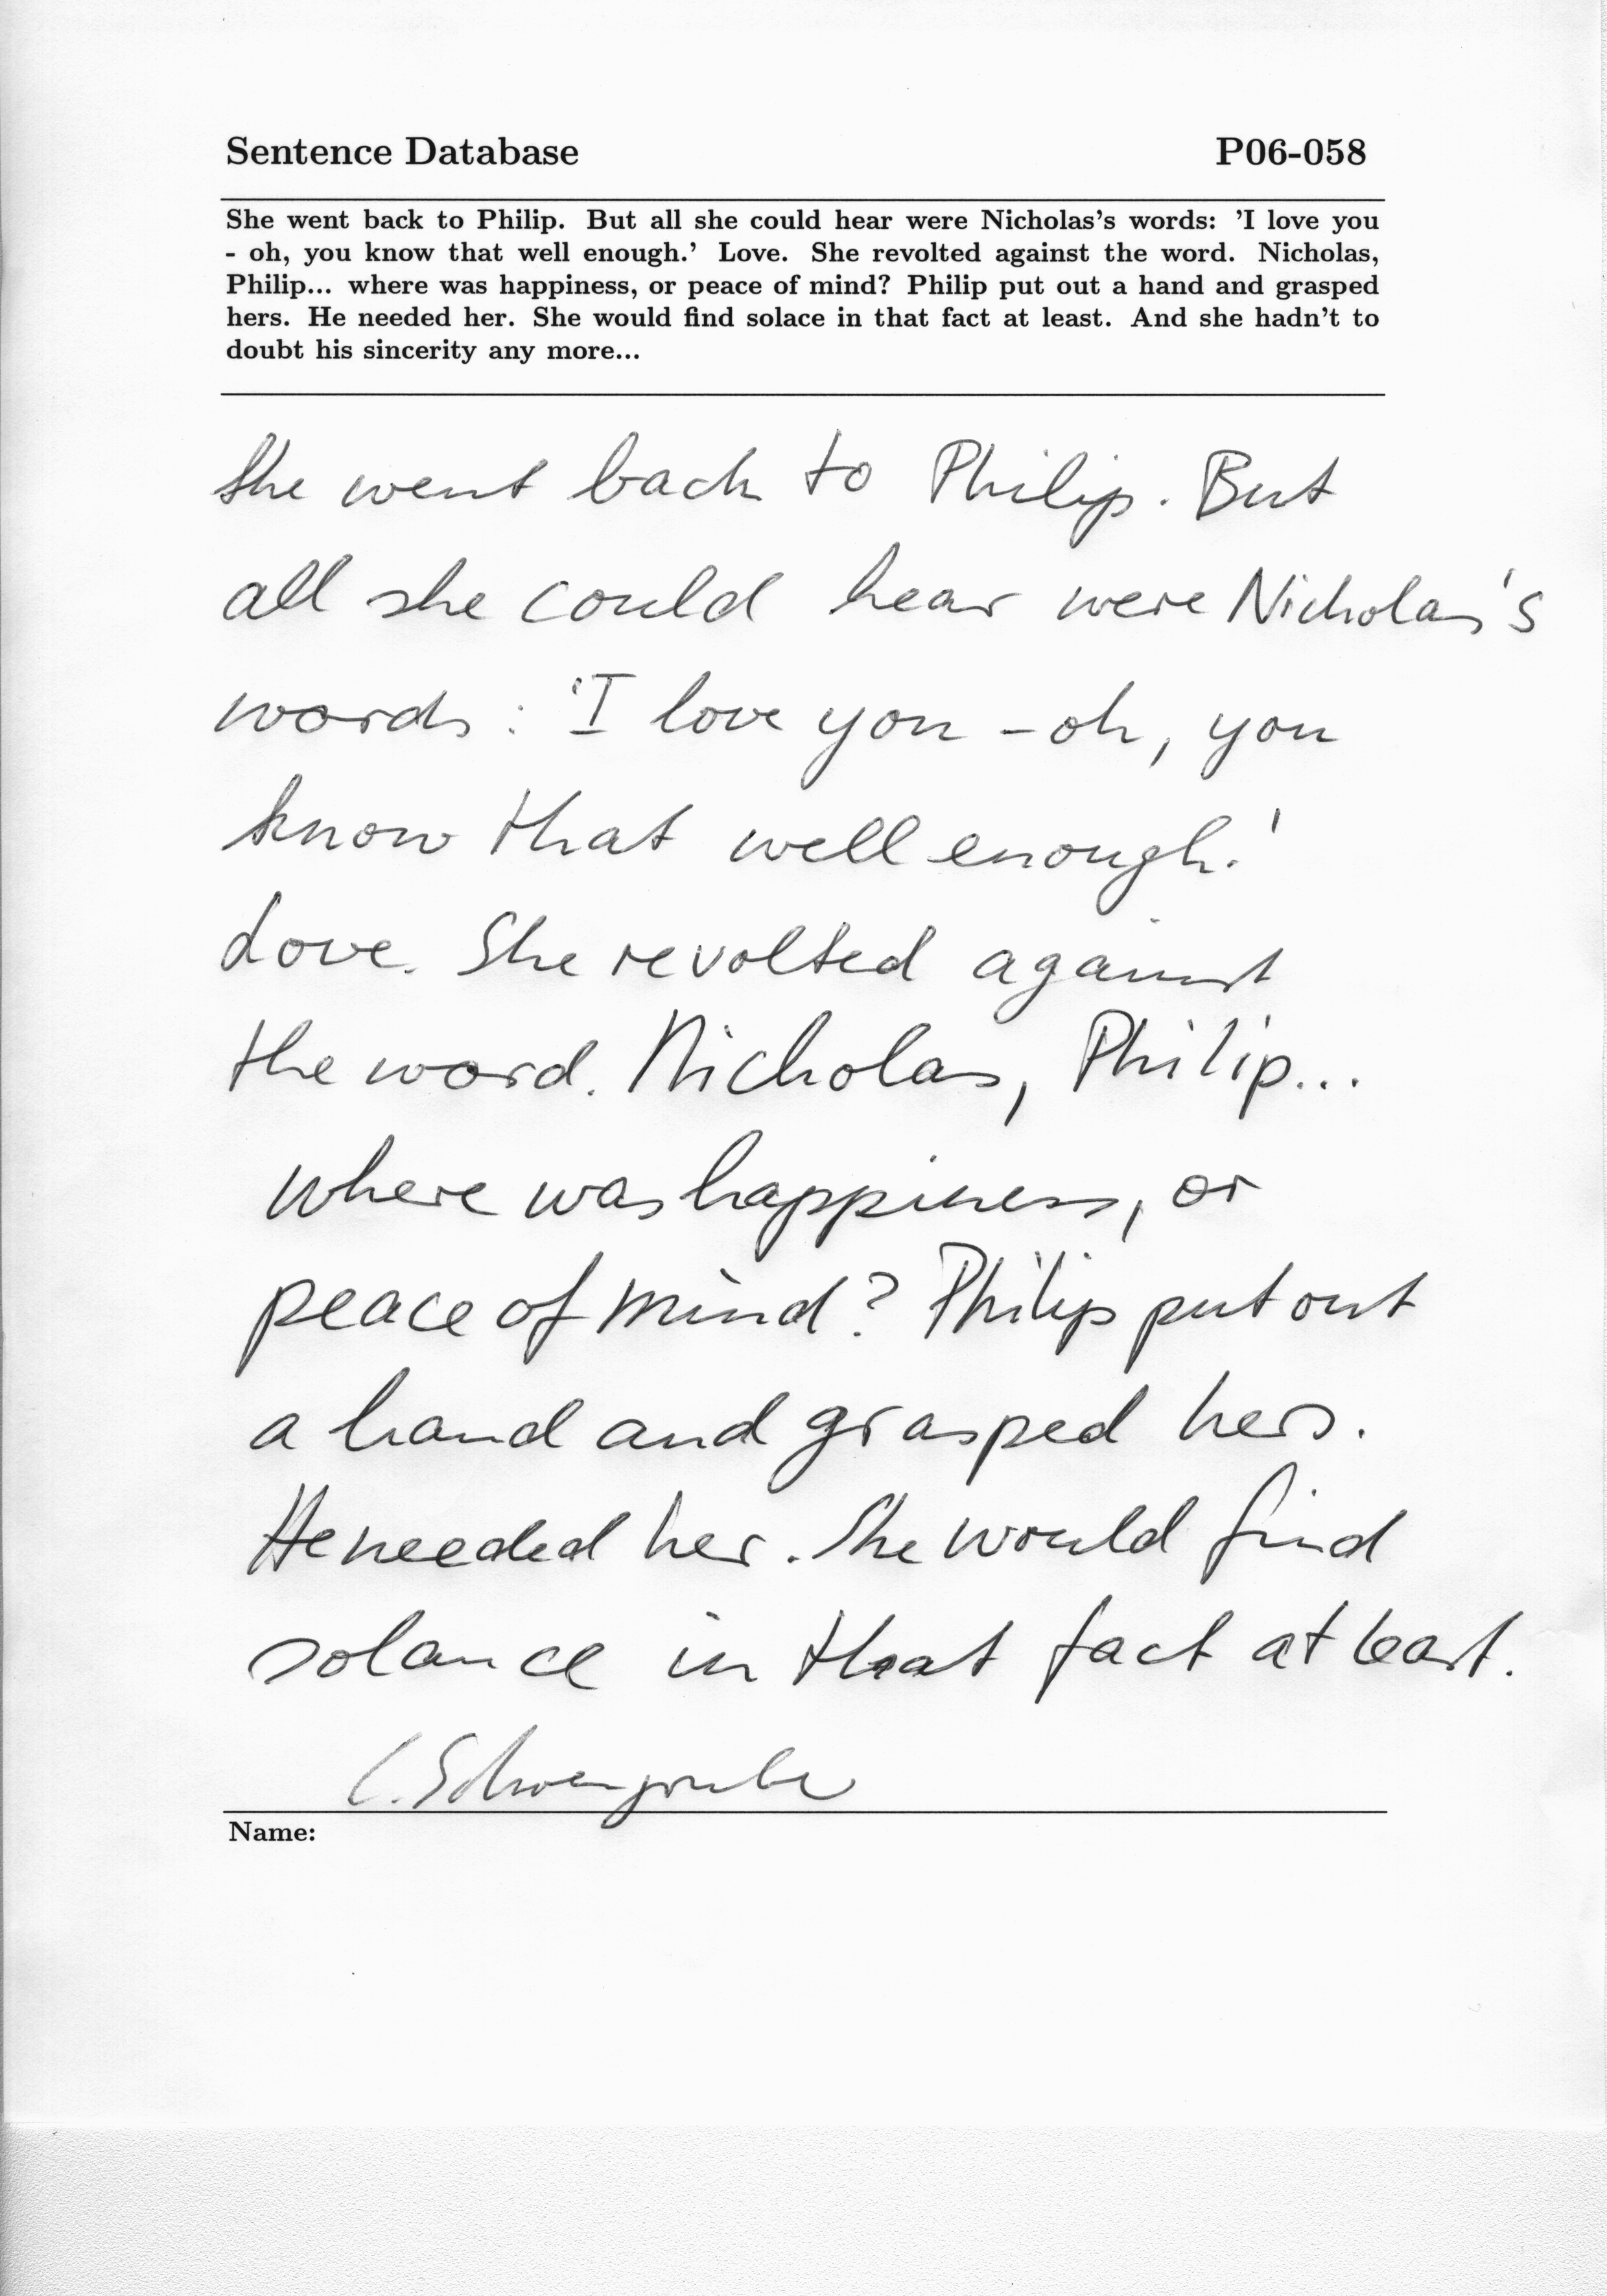 Sentence Database P06-058
She went back to Philip. But all she could hear were Nicholas's words: 'I love you
- oh, you know that well enough.' Love. She revolted against the word. Nicholas,
Philip... where was happiness, or peace of mind? Philip put out a hand and grasped
hers. He needed her. She would find solace in that fact at least. And she hadn't to
doubt his sincerity any more...
She went back to Philip. But
all she could hear were Nicholas's
words: 'I love you - oh, you
know that well enough.'
Love. She revolted against
the word. Nicholas, Philip...
where was happiness, or
peace of mind? Philip put out
a hand and grasped hers.
He needed her. She would find
solance in that fact at least.
Name: